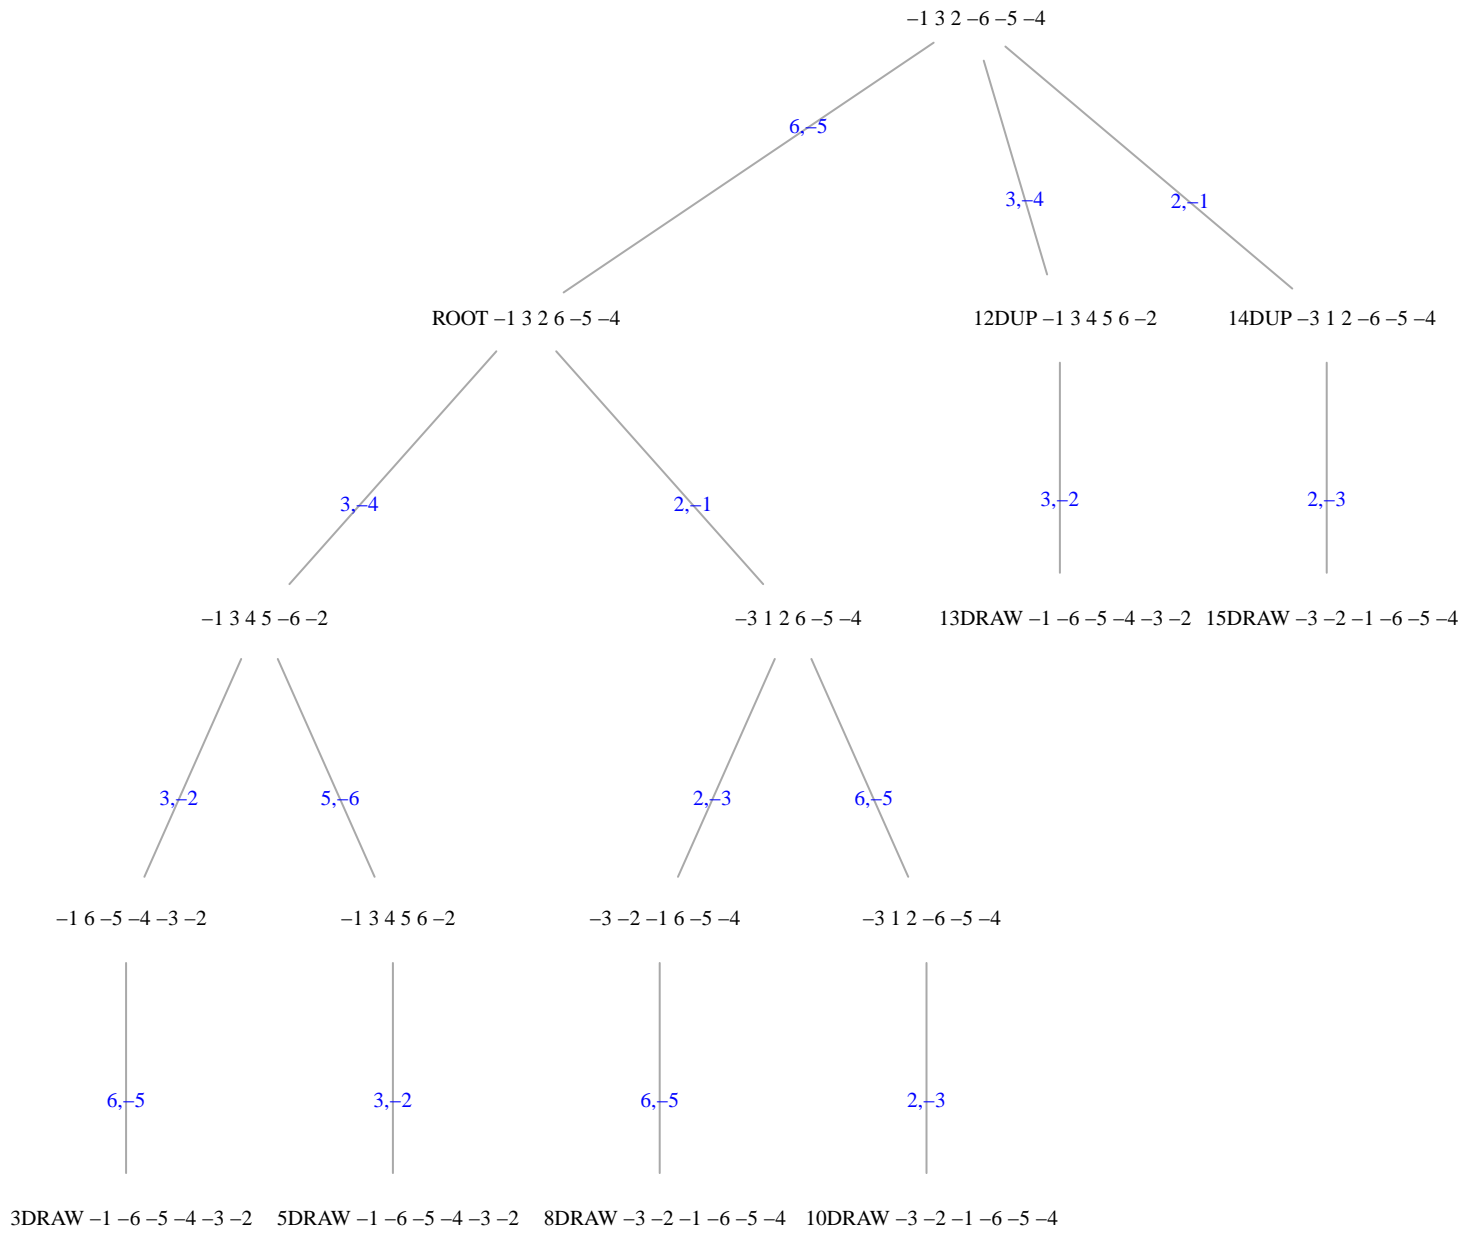 –1 3 2 –6 –5 –4
6,–5
3,–4
2,–1
ROOT –1 3 2 6 –5 –4
12DUP –1 3 4 5 6 –2
14DUP –3 1 2 –6 –5 –4
3,–4
2,–1
3,–2
2,–3
–1 3 4 5 –6 –2
–3 1 2 6 –5 –4
13DRAW –1 –6 –5 –4 –3 –2
15DRAW –3 –2 –1 –6 –5 –4
3,–2
5,–6
2,–3
6,–5
–1 6 –5 –4 –3 –2
–1 3 4 5 6 –2
–3 –2 –1 6 –5 –4
–3 1 2 –6 –5 –4
6,–5
3,–2
6,–5
2,–3
3DRAW –1 –6 –5 –4 –3 –2
5DRAW –1 –6 –5 –4 –3 –2
8DRAW –3 –2 –1 –6 –5 –4
10DRAW –3 –2 –1 –6 –5 –4